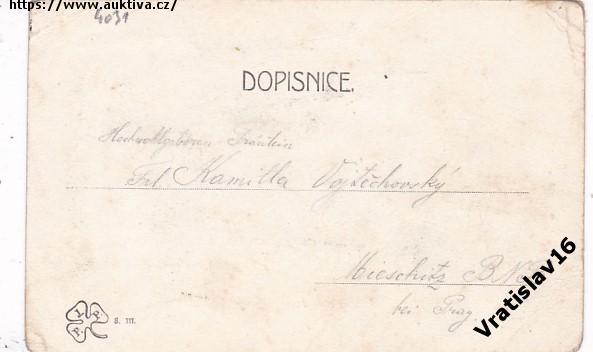 https://www.auktiva.cz/
4031
DOPISNICE.
Hochwohlgeboren Fräulein
Frl. Kamilla Vojtěchovský
bei Prag.
S. 111.
Vratislav16